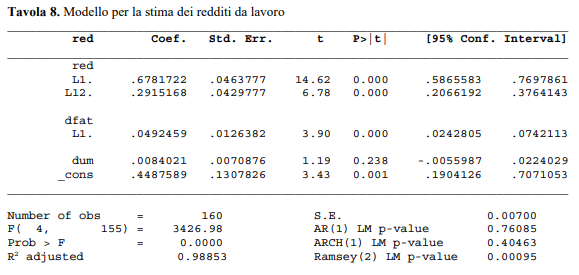 Tavola 8. Modello per la stima dei redditi da lavoro
red Coef. Std. Err. t P>|t| [95% Conf. Interval]
red
L1. .6781722 .0463777 14.62 0.000 .5865583 .7697861
L12. .2915168 .0429777 6.78 0.000 .2066192 .3764143
dfat
L1. .0492459 .0126382 3.90 0.000 .0242805 .0742113
dum .0084021 .0070876 1.19 0.238 -.0055987 .0224029
_cons .4487589 .1307826 3.43 0.001 .1904126 .7071053
Number of obs = 160 S.E. 0.00700
F( 4, 155) = 3426.98 AR(1) LM p-value 0.76085
Prob > F = 0.0000 ARCH(1) LM p-value 0.40463
R² adjusted 0.98853 Ramsey(2) LM p-value 0.00095